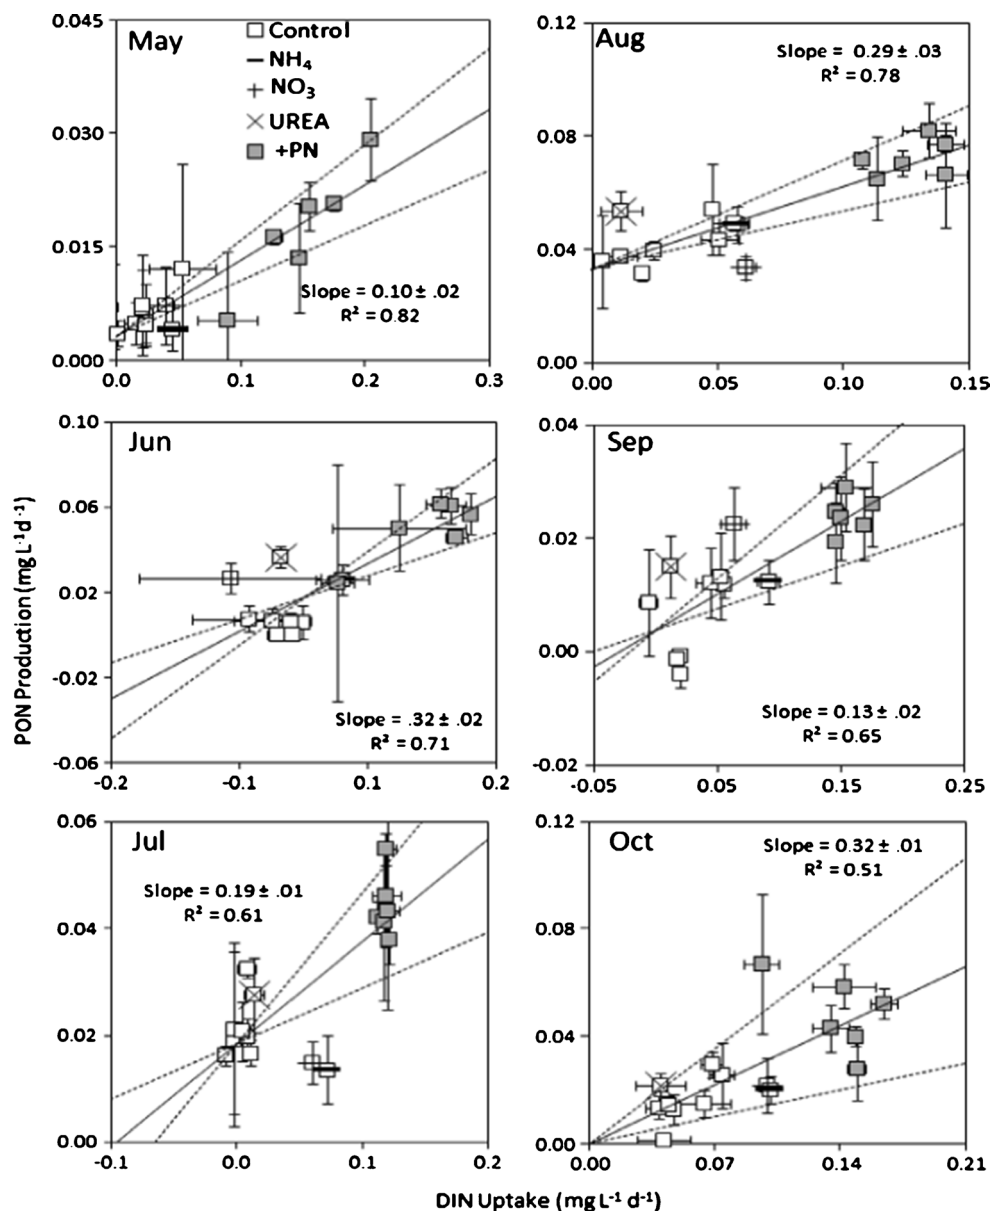 May
Control
NH₄
NO₃
UREA
+PN
0.045
0.030
0.015
0.000
Slope = 0.10 ± .02
R² = 0.82
0.0 0.1 0.2 0.3
Aug
Slope = 0.29 ± .03
R² = 0.78
0.12
0.08
0.04
0.00
0.00 0.05 0.10 0.15
Jun
0.10
0.06
0.02
-0.02
-0.06
Slope = .32 ± .02
R² = 0.71
-0.2 -0.1 0.1 0.2
Sep
0.04
0.02
0.00
-0.02
Slope = 0.13 ± .02
R² = 0.65
-0.05 0.05 0.15 0.25
Jul
Slope = 0.19 ± .01
R² = 0.61
0.06
0.04
0.02
0.00
-0.1 0.0 0.2 0.2
Oct
Slope = 0.32 ± .01
R² = 0.51
0.12
0.08
0.04
0.00
0.00 0.07 0.14 0.21
PON Production (mg L⁻¹ d⁻¹)
DIN Uptake (mg L⁻¹ d⁻¹)